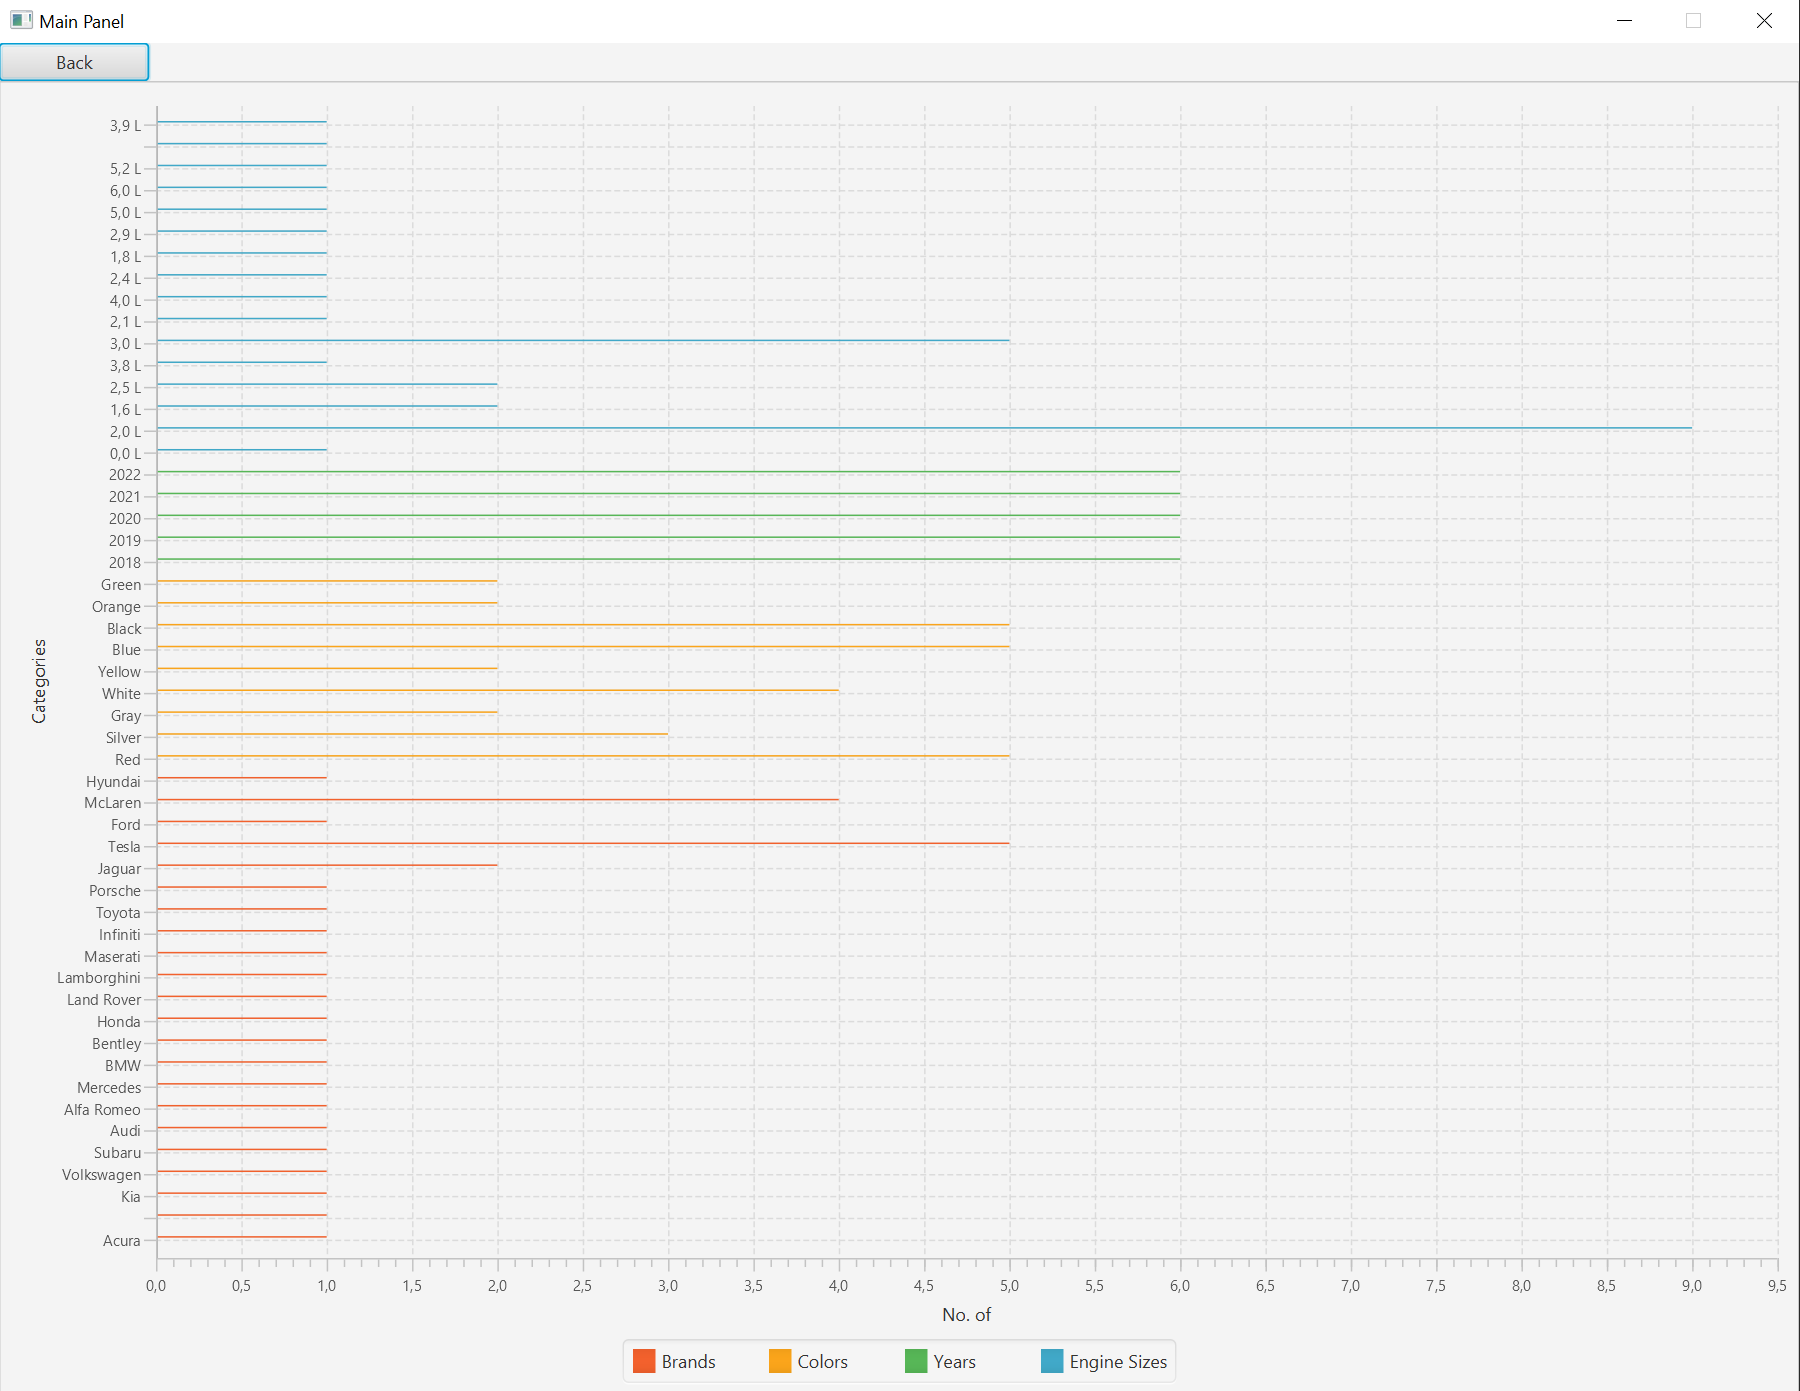 Main Panel
Back
3,9 L
5,2 L
6,0 L
5,0 L
2,9 L
1,8 L
2,4 L
4,0 L
2,1 L
3,0 L
3,8 L
2,5 L
1,6 L
2,0 L
0,0 L
2022
2021
2020
2019
2018
Green
Orange
Black
Blue
Yellow
White
Gray
Silver
Red
Hyundai
McLaren
Ford
Tesla
Jaguar
Porsche
Toyota
Infiniti
Maserati
Lamborghini
Land Rover
Honda
Bentley
BMW
Mercedes
Alfa Romeo
Audi
Subaru
Volkswagen
Kia
Acura
Categories
0,0 0,5 1,0 1,5 2,0 2,5 3,0 3,5 4,0 4,5 5,0 5,5 6,0 6,5 7,0 7,5 8,0 8,5 9,0 9,5
No. of
Brands Colors Years Engine Sizes